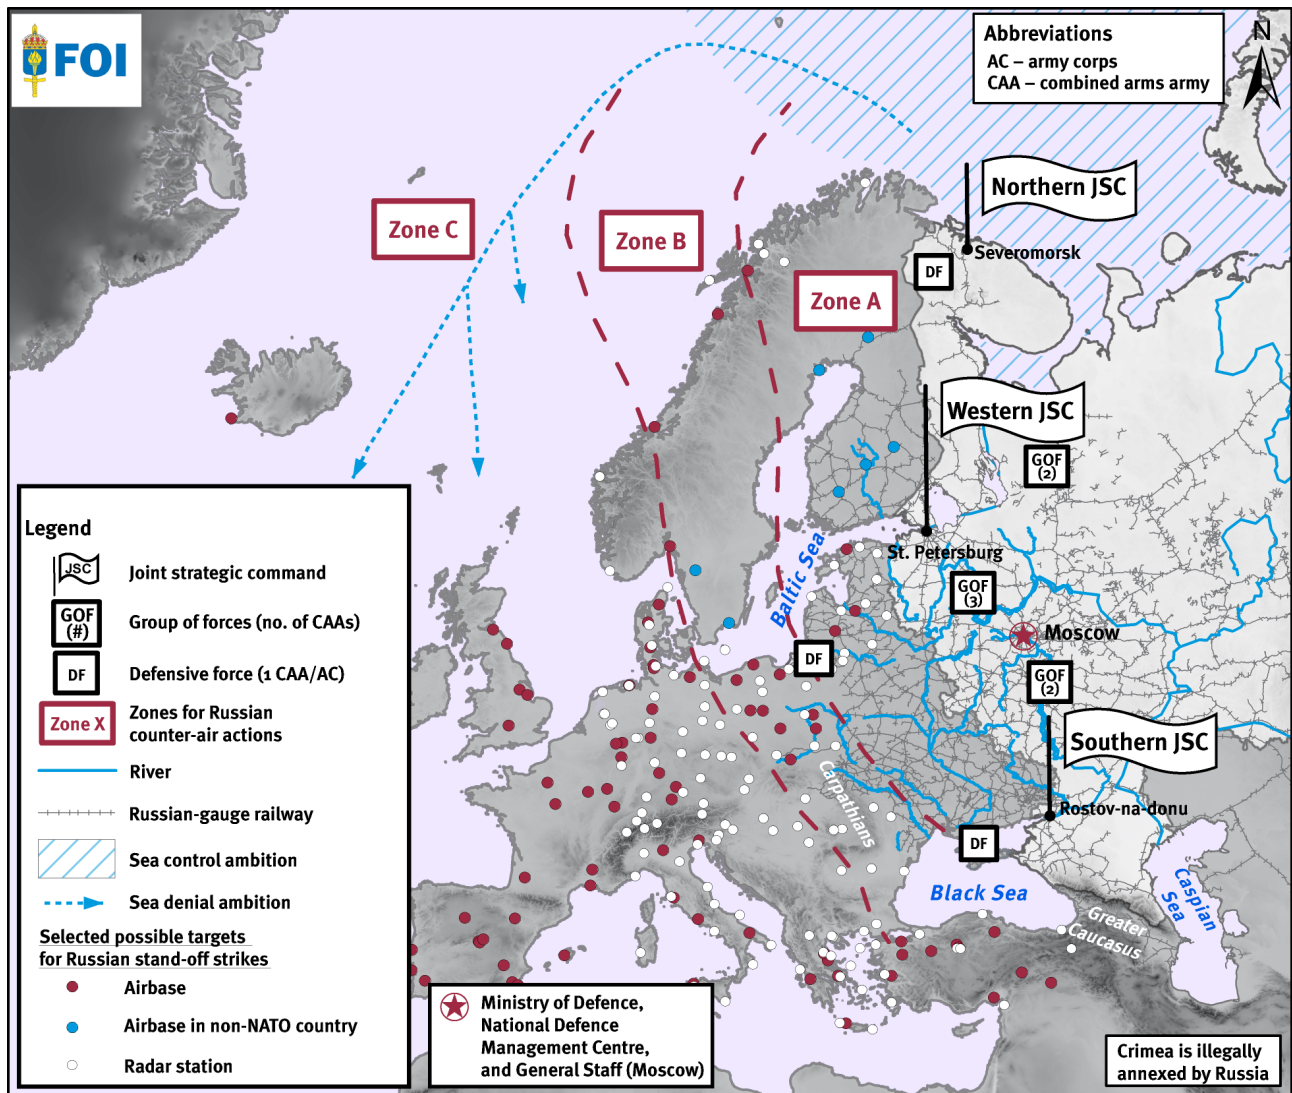 FOI
Abbreviations
AC – army corps
CAA – combined arms army
N
Northern JSC
Severomorsk
DF
Zone C
Zone B
Zone A
Western JSC
GOF
(2)
St. Petersburg
Baltic Sea
GOF
(3)
Moscow
DF
GOF
(2)
Southern JSC
Rostov-na-donu
Carpathians
DF
Black Sea
Caspian
Sea
Greater
Caucasus
Legend
JSC
Joint strategic command
GOF
(#)
Group of forces (no. of CAAs)
DF
Defensive force (1 CAA/AC)
Zone X
Zones for Russian
counter-air actions
River
Russian-gauge railway
Sea control ambition
Sea denial ambition
Selected possible targets
for Russian stand-off strikes
Airbase
Airbase in non-NATO country
Radar station
Ministry of Defence,
National Defence
Management Centre,
and General Staff (Moscow)
Crimea is illegally
annexed by Russia